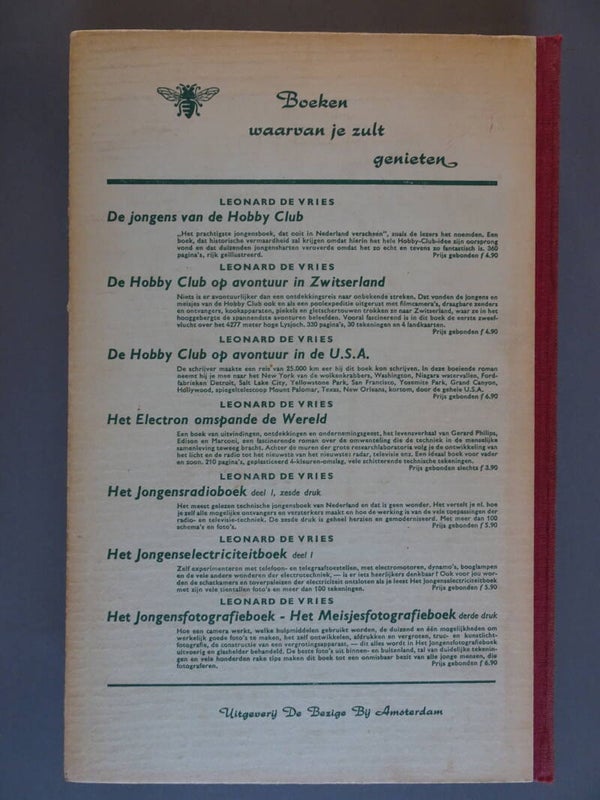 Boeken
waarvan je zult
genieten
LEONARD DE VRIES
De jongens van de Hobby Club
„Het prachtigste jongensboek, dat ooit in Nederland verscheen", zoals de lezers het noemden. Een
boek, dat historische vermaardheid zal krijgen omdat hierin het hele Hobby-Club-idee zijn oorsprong
vond en dat duizenden jongensharten veroverde omdat het zo echt en tevens zo fantastisch is. 360
pagina's, rijk geïllustreerd. Prijs gebonden ƒ 4.90
LEONARD DE VRIES
De Hobby Club op avontuur in Zwitserland
Niets is er avontuurlijker dan een ontdekkingsreis naar onbekende streken. Dat vonden de jongens en
meisjes van de Hobby Club ook en als een poolexpeditie uitgerust met filmcamera's, draagbare zenders
en ontvangers, kookapparaten, pickels en gletschertouwen trokken ze naar Zwitserland, waar ze in het
hooggebergte de spannendste avonturen beleefden. Vooral fascinerend is in dit boek de eerste zweef-
vlucht over het 4277 meter hoge Lysjoch. 330 pagina's, 30 tekeningen en 4 landkaarten.
Prijs gebonden ƒ 4.90
LEONARD DE VRIES
De Hobby Club op avontuur in de U.S.A.
De schrijver maakte een reis van 25.000 km eer hij dit boek kon schrijven. In deze boeiende roman
neemt hij je mee naar het New York van de wolkenkrabbers, Washington, Niagara watervallen, Ford-
fabrieken Detroit, Salt Lake City, Yellowstone Park, San Francisco, Yosemite Park, Grand Canyon,
Hollywood, spiegeltelescoop Mount Palomar, Texas, New Orleans, kortom, door de gehele U.S.A.
Prijs gebonden ƒ 6.90
LEONARD DE VRIES
Het Electron omspande de Wereld
Een boek van uitvindingen, ontdekkingen en ondernemingsgeest, het levensverhaal van Gerard Philips,
Edison en Marconi, een fascinerende roman over de omwenteling die de techniek in de menselijke
samenleving teweeg bracht. Achter de muren der grote researchlaboratoria volg je de ontwikkeling van
het licht en de radio tot het nieuwste van het nieuwste: radar, televisie enz. Een ideaal boek voor vader
en zoon. 210 pagina's, geplasticeerd 4-kleuren-omslag, vele schitterende technische tekeningen.
Prijs gebonden slechts ƒ 3.90
LEONARD DE VRIES
Het Jongensradioboek deel I, zesde druk
Het meest gelezen technische jongensboek van Nederland en dat is geen wonder. Het vertelt je nl. hoe
je zelf alle mogelijke ontvangers en versterkers maakt en hoe de werking is van de vele toepassingen der
radio- en televisie-techniek. De zesde druk is geheel herzien en gemoderniseerd. Met meer dan 100
schema's en foto's. Prijs gebonden ƒ 5.90
LEONARD DE VRIES
Het Jongenselectriciteitboek deel I
Zelf experimenteren met telefoon- en telegraaftoestellen, met electromotoren, dynamo's, booglampen
en de vele andere wonderen der electrotechniek, — is er iets heerlijkers denkbaar? Ook voor jou wor-
den de schatkamers en toverpaleizen der electriciteit ontsloten als je leest Het Jongenselectriciteitboek
met zijn vele tientallen foto's en meer dan 100 tekeningen. Prijs gebonden ƒ 5.90
LEONARD DE VRIES
Het Jongensfotografieboek - Het Meisjesfotografieboek derde druk
Hoe een camera werkt, welke hulpmiddelen gebruikt worden, de duizend en één mogelijkheden om
werkelijk goede foto's te maken, het zelf ontwikkelen, afdrukken en vergroten, truc- en kunstlicht-
fotografie, de constructie van een vergrotingsapparaat, — dit alles wordt in Het Jongensfotografieboek
uitvoerig en glashelder behandeld. De beste foto's uit binnen- en buitenland, tal van duidelijke tekenin-
gen en vele honderden rake tips maken dit boek tot een onmisbaar bezit van alle jonge mensen, die
fotograferen. Prijs gebonden ƒ 6.90
Uitgeverij De Bezige Bij Amsterdam